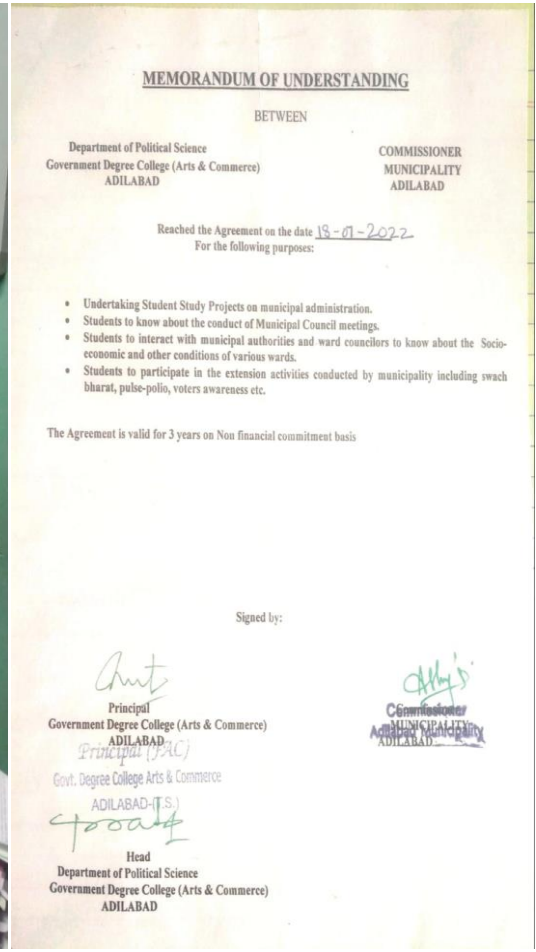 MEMORANDUM OF UNDERSTANDING
BETWEEN
Department of Political Science
Government Degree College (Arts & Commerce)
ADILABAD
COMMISSIONER
MUNICIPALITY
ADILABAD
Reached the Agreement on the date 18-01-2022
For the following purposes:
• Undertaking Student Study Projects on municipal administration.
• Students to know about the conduct of Municipal Council meetings.
• Students to interact with municipal authorities and ward councilors to know about the Socio-
economic and other conditions of various wards.
• Students to participate in the extension activities conducted by municipality including swach
bharat, pulse-polio, voters awareness etc.
The Agreement is valid for 3 years on Non financial commitment basis
Signed by:
Principal
Government Degree College (Arts & Commerce)
ADILABAD
Principal (FAC)
Govt. Degree College Arts & Commerce
ADILABAD-(T.S.)
Commissioner
MUNICIPALITY
Adilabad Municipality
ADILABAD
Head
Department of Political Science
Government Degree College (Arts & Commerce)
ADILABAD